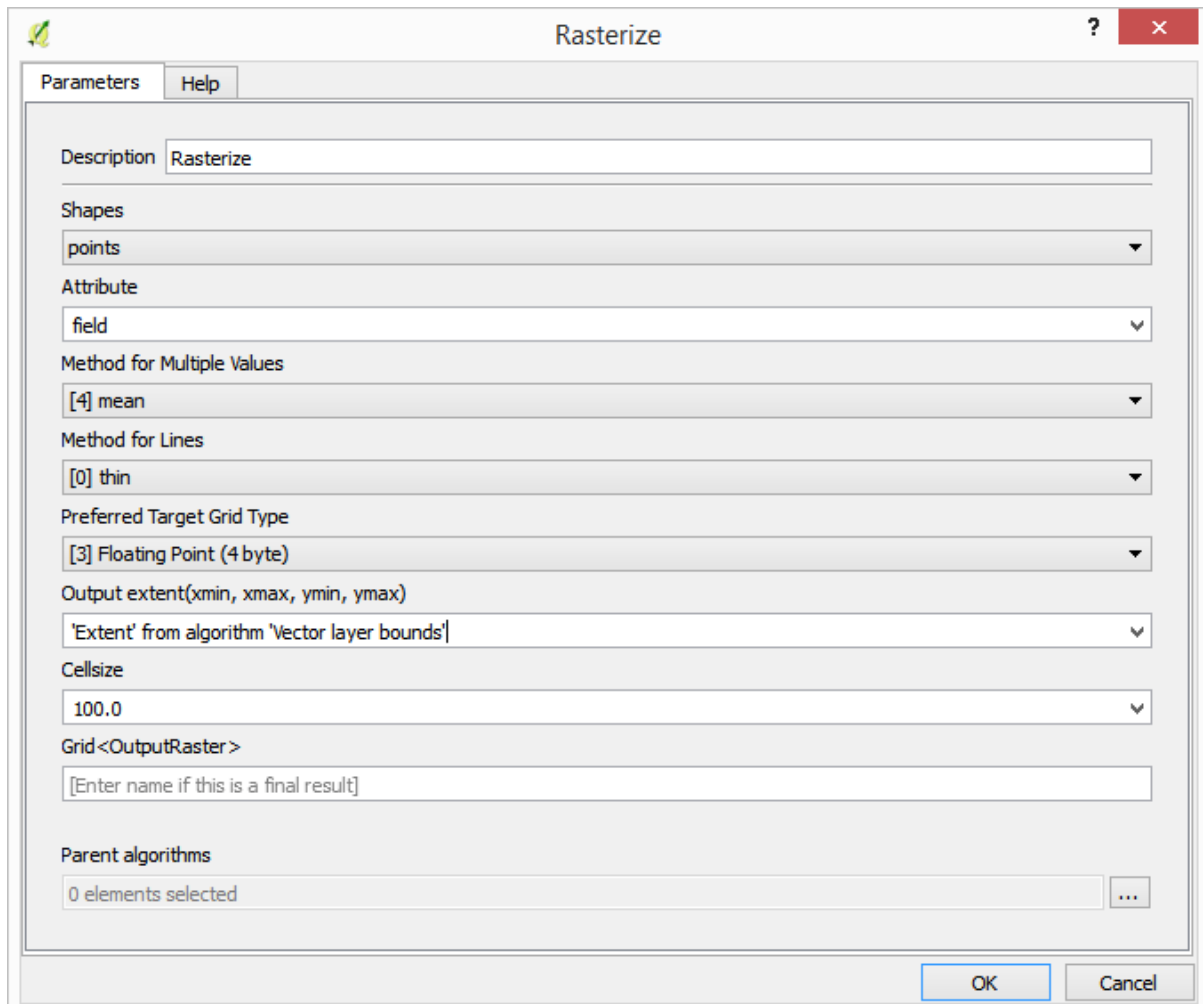 Rasterize
?
Parameters Help
Description Rasterize
Shapes
points
Attribute
field
Method for Multiple Values
[4] mean
Method for Lines
[0] thin
Preferred Target Grid Type
[3] Floating Point (4 byte)
Output extent(xmin, xmax, ymin, ymax)
'Extent' from algorithm 'Vector layer bounds'
Cellsize
100.0
Grid<OutputRaster>
[Enter name if this is a final result]
Parent algorithms
0 elements selected ...
OK Cancel